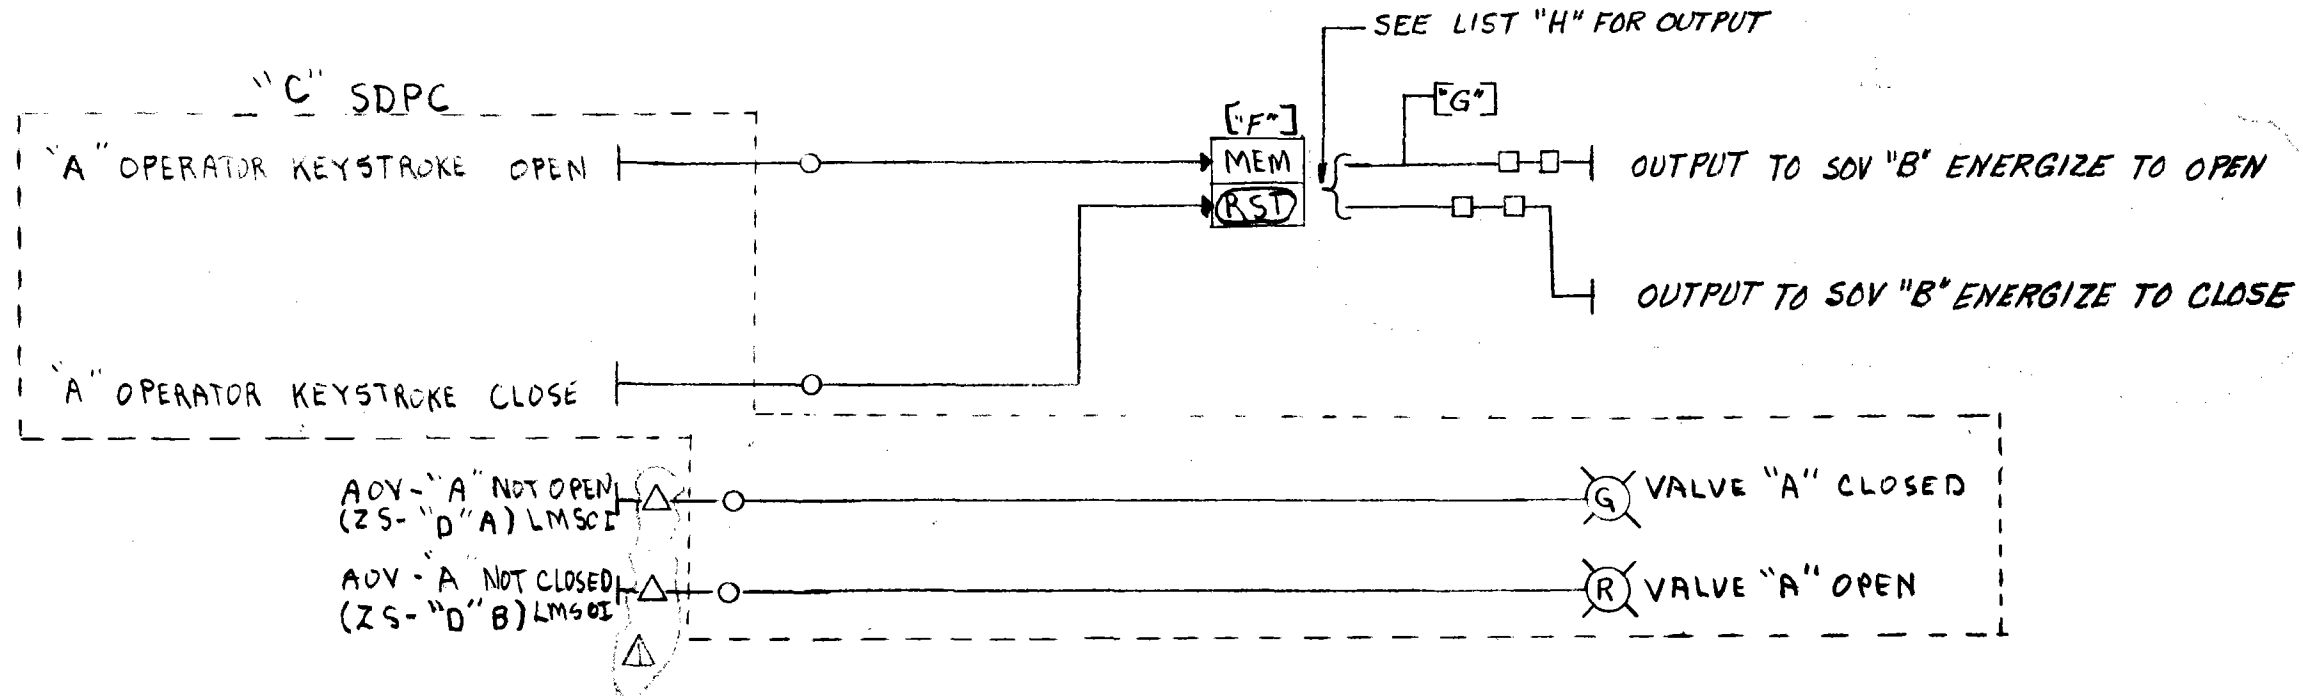 SEE LIST "H" FOR OUTPUT
"C" SDPC
["G"]
["F"]
"A" OPERATOR KEYSTROKE OPEN
MEM
OUTPUT TO SOV "B" ENERGIZE TO OPEN
RST
OUTPUT TO SOV "B" ENERGIZE TO CLOSE
"A" OPERATOR KEYSTROKE CLOSE
AOV-"A" NOT OPEN
(ZS-"D"A) LMSCI
G
VALVE "A" CLOSED
AOV-"A" NOT CLOSED
(ZS-"D"B) LMSOI
R
VALVE "A" OPEN
1